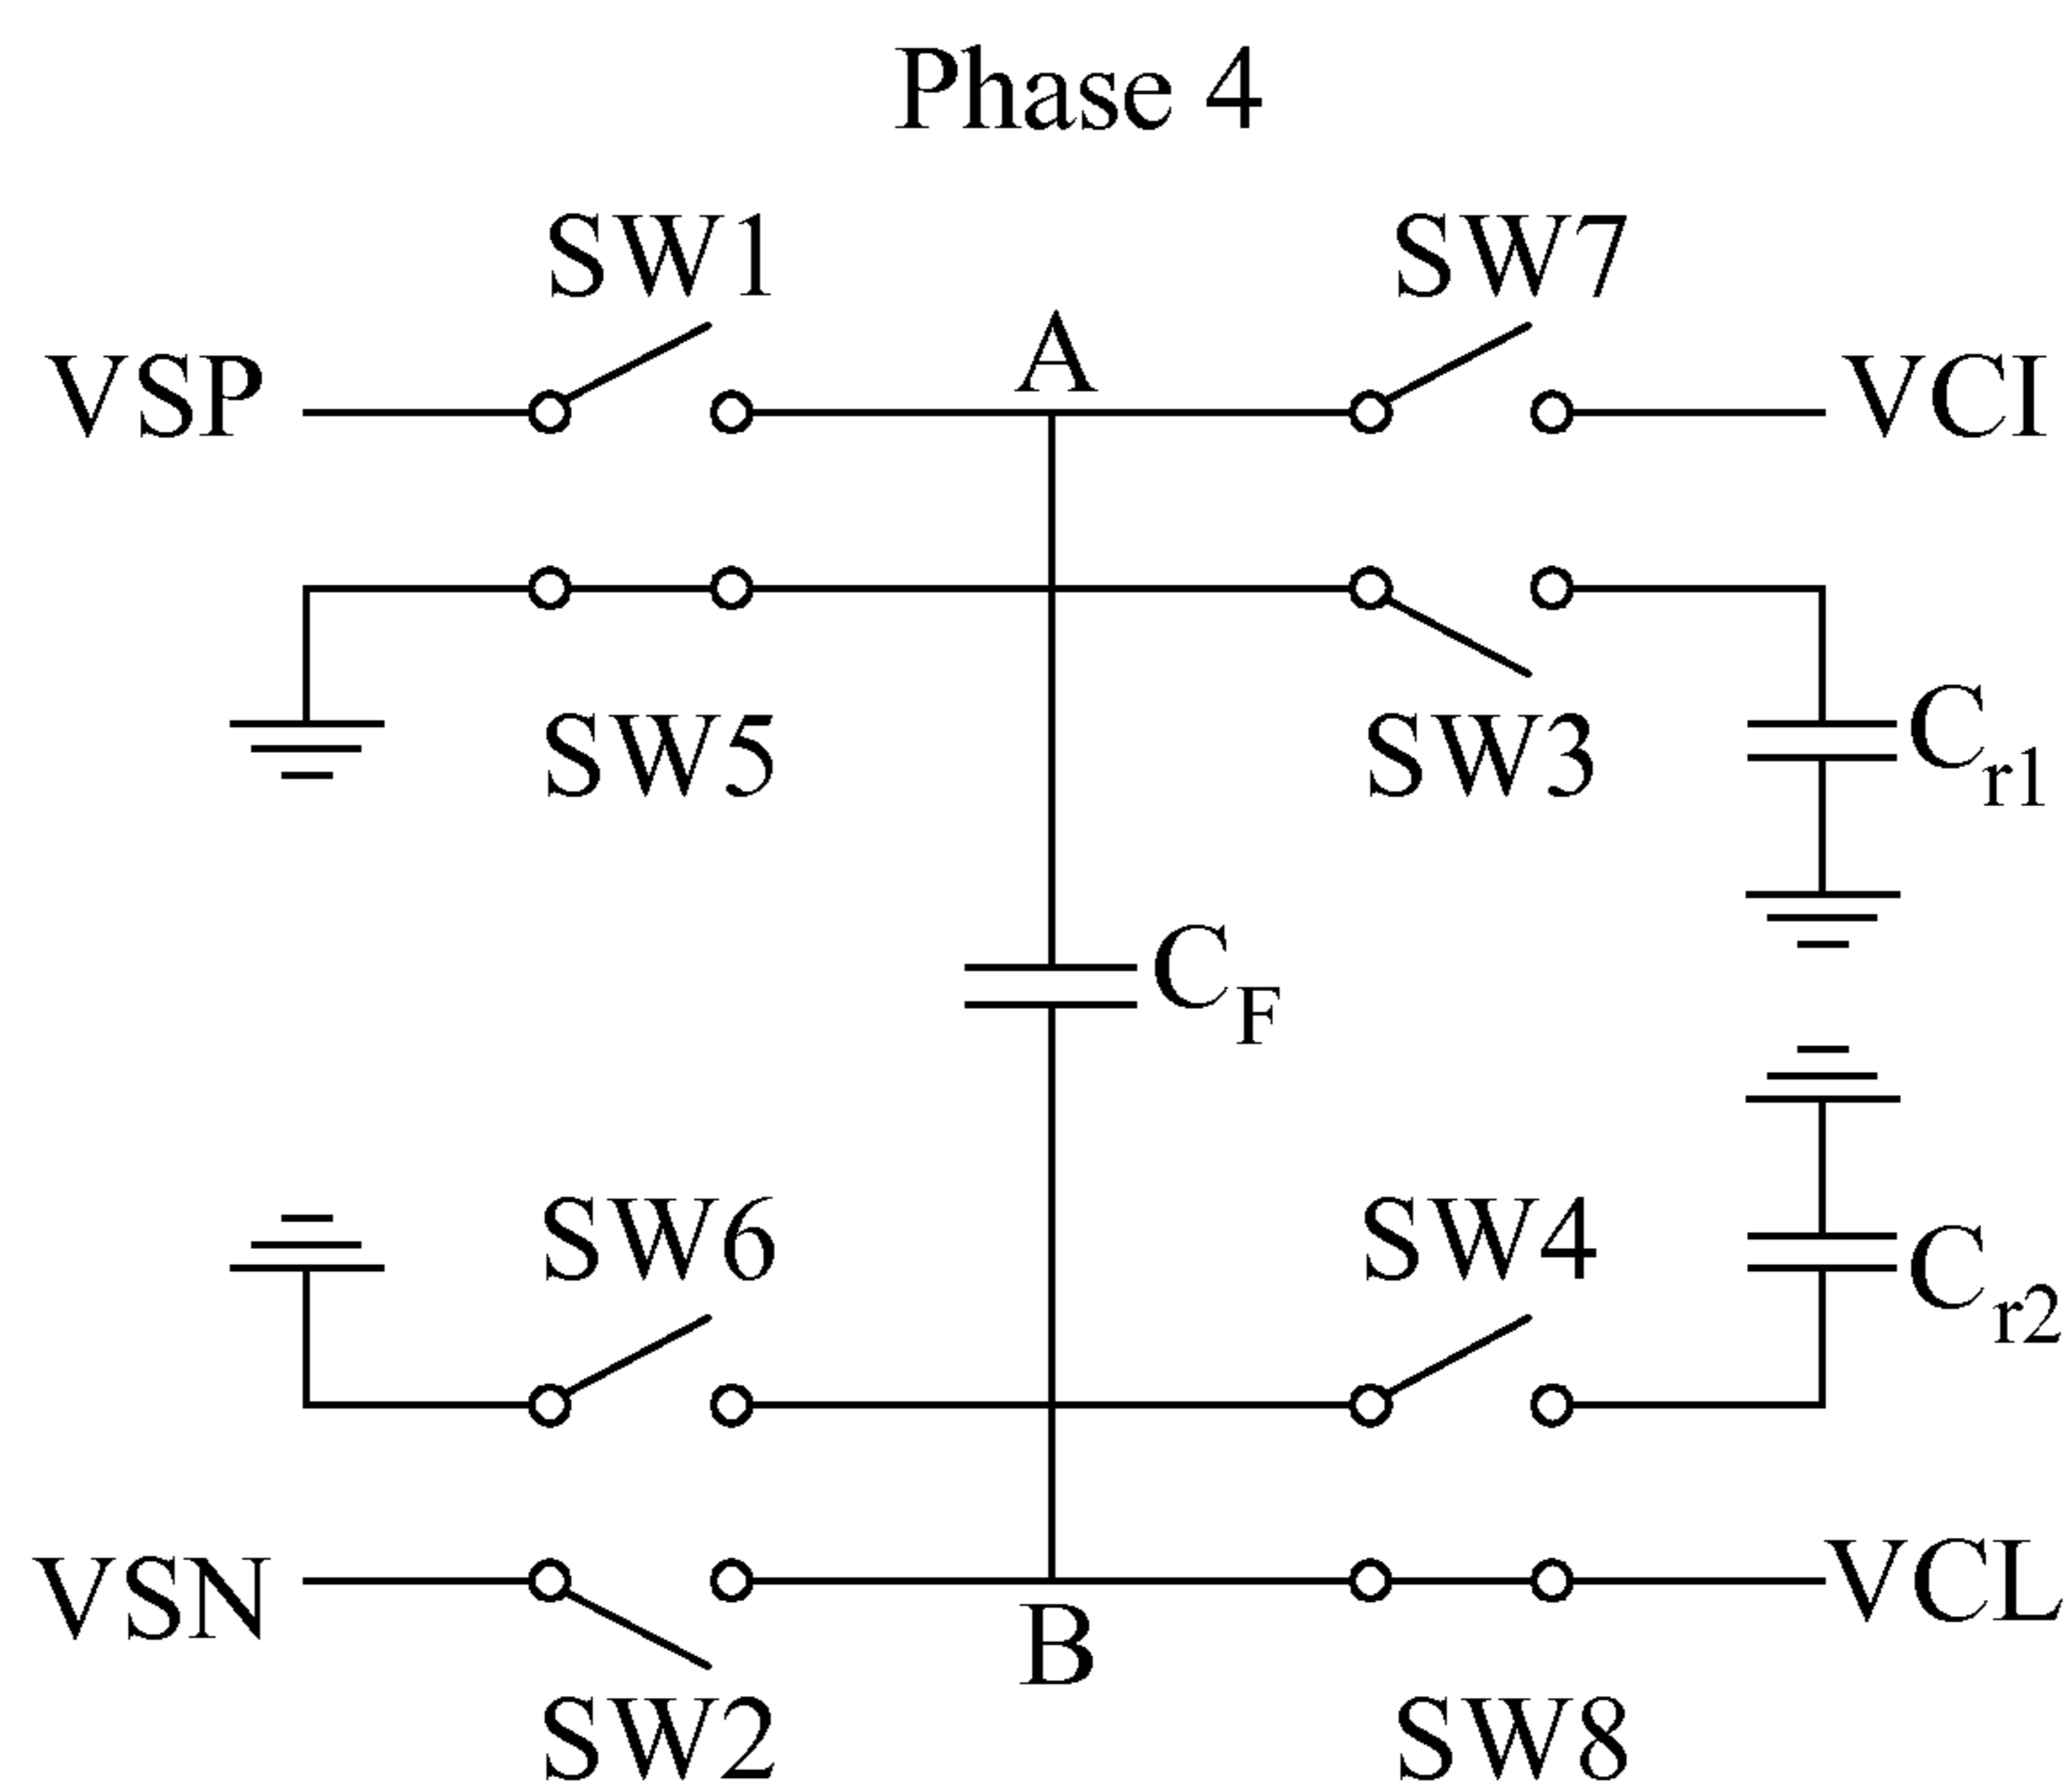 Phase 4
SW1
SW7
VSP
A
VCI
SW5
SW3
Cr1
CF
SW6
SW4
Cr2
VSN
B
VCL
SW2
SW8